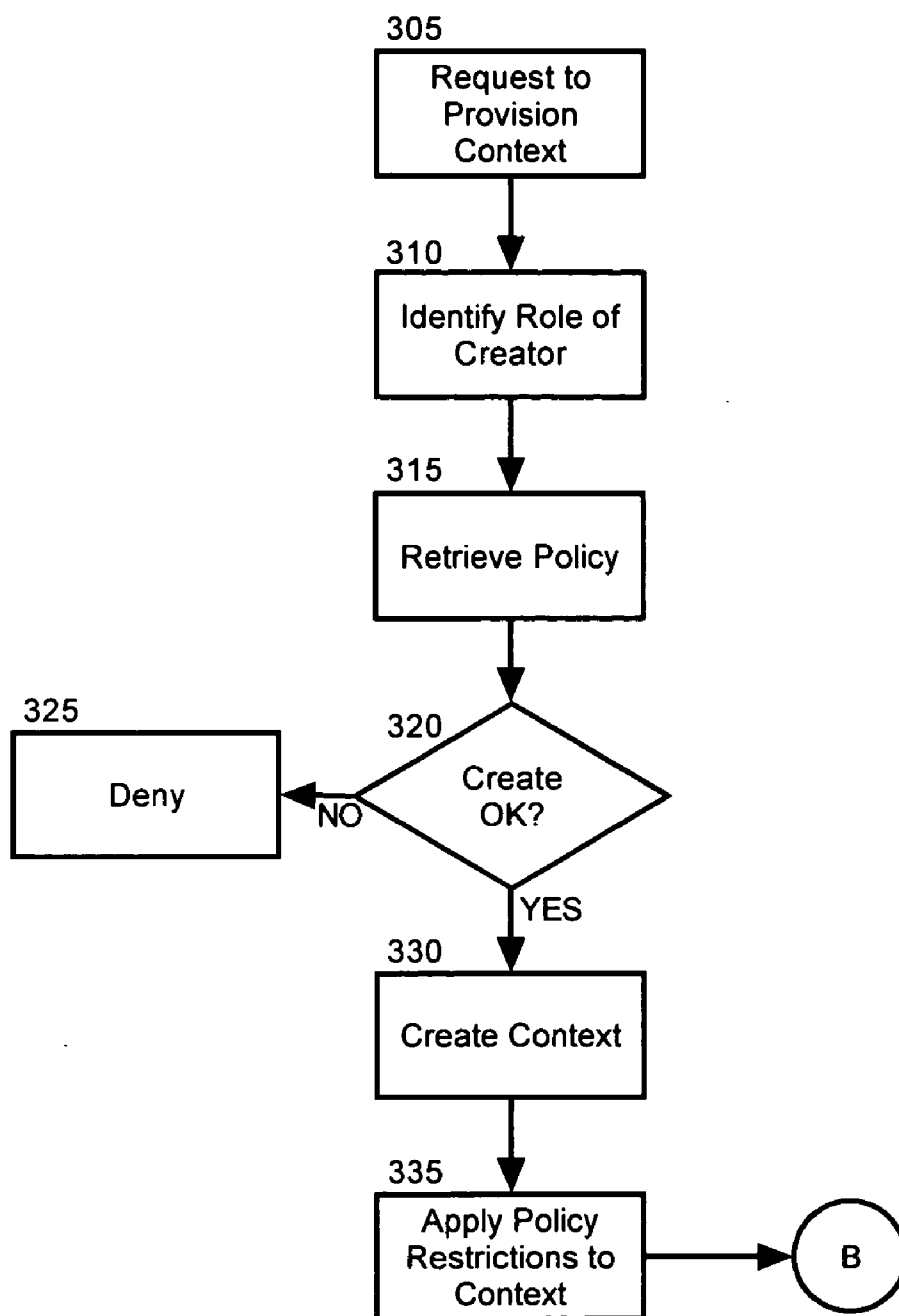 305
Request to
Provision
Context
310
Identify Role of
Creator
315
Retrieve Policy
325
Deny
320
Create
OK?
NO
YES
330
Create Context
335
Apply Policy
Restrictions to
Context
B